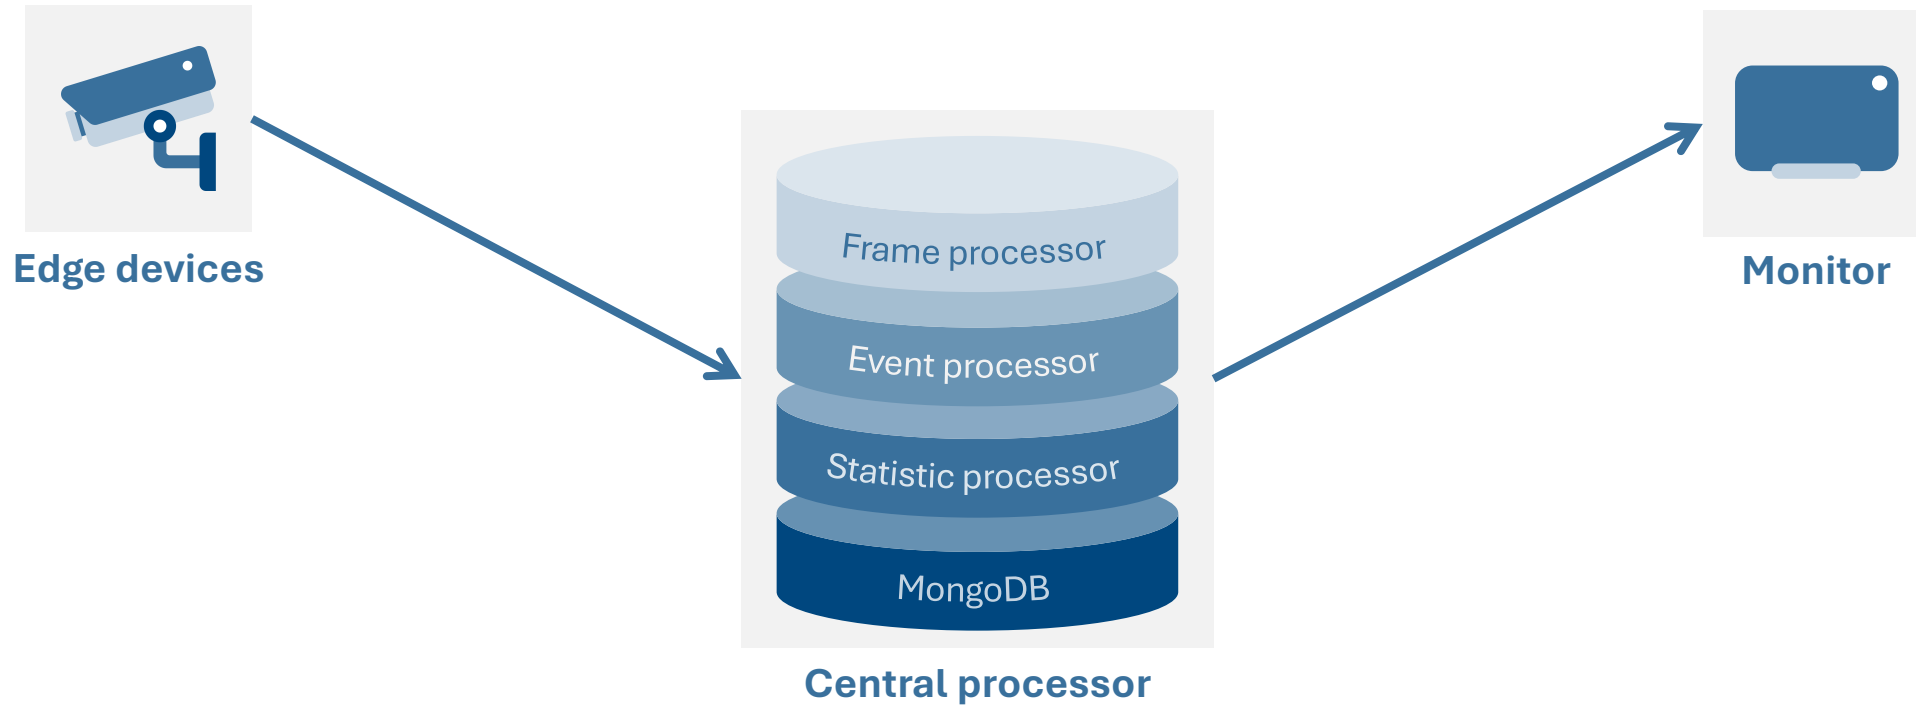 Edge devices
Frame processor
Event processor
Statistic processor
MongoDB
Central processor
Monitor